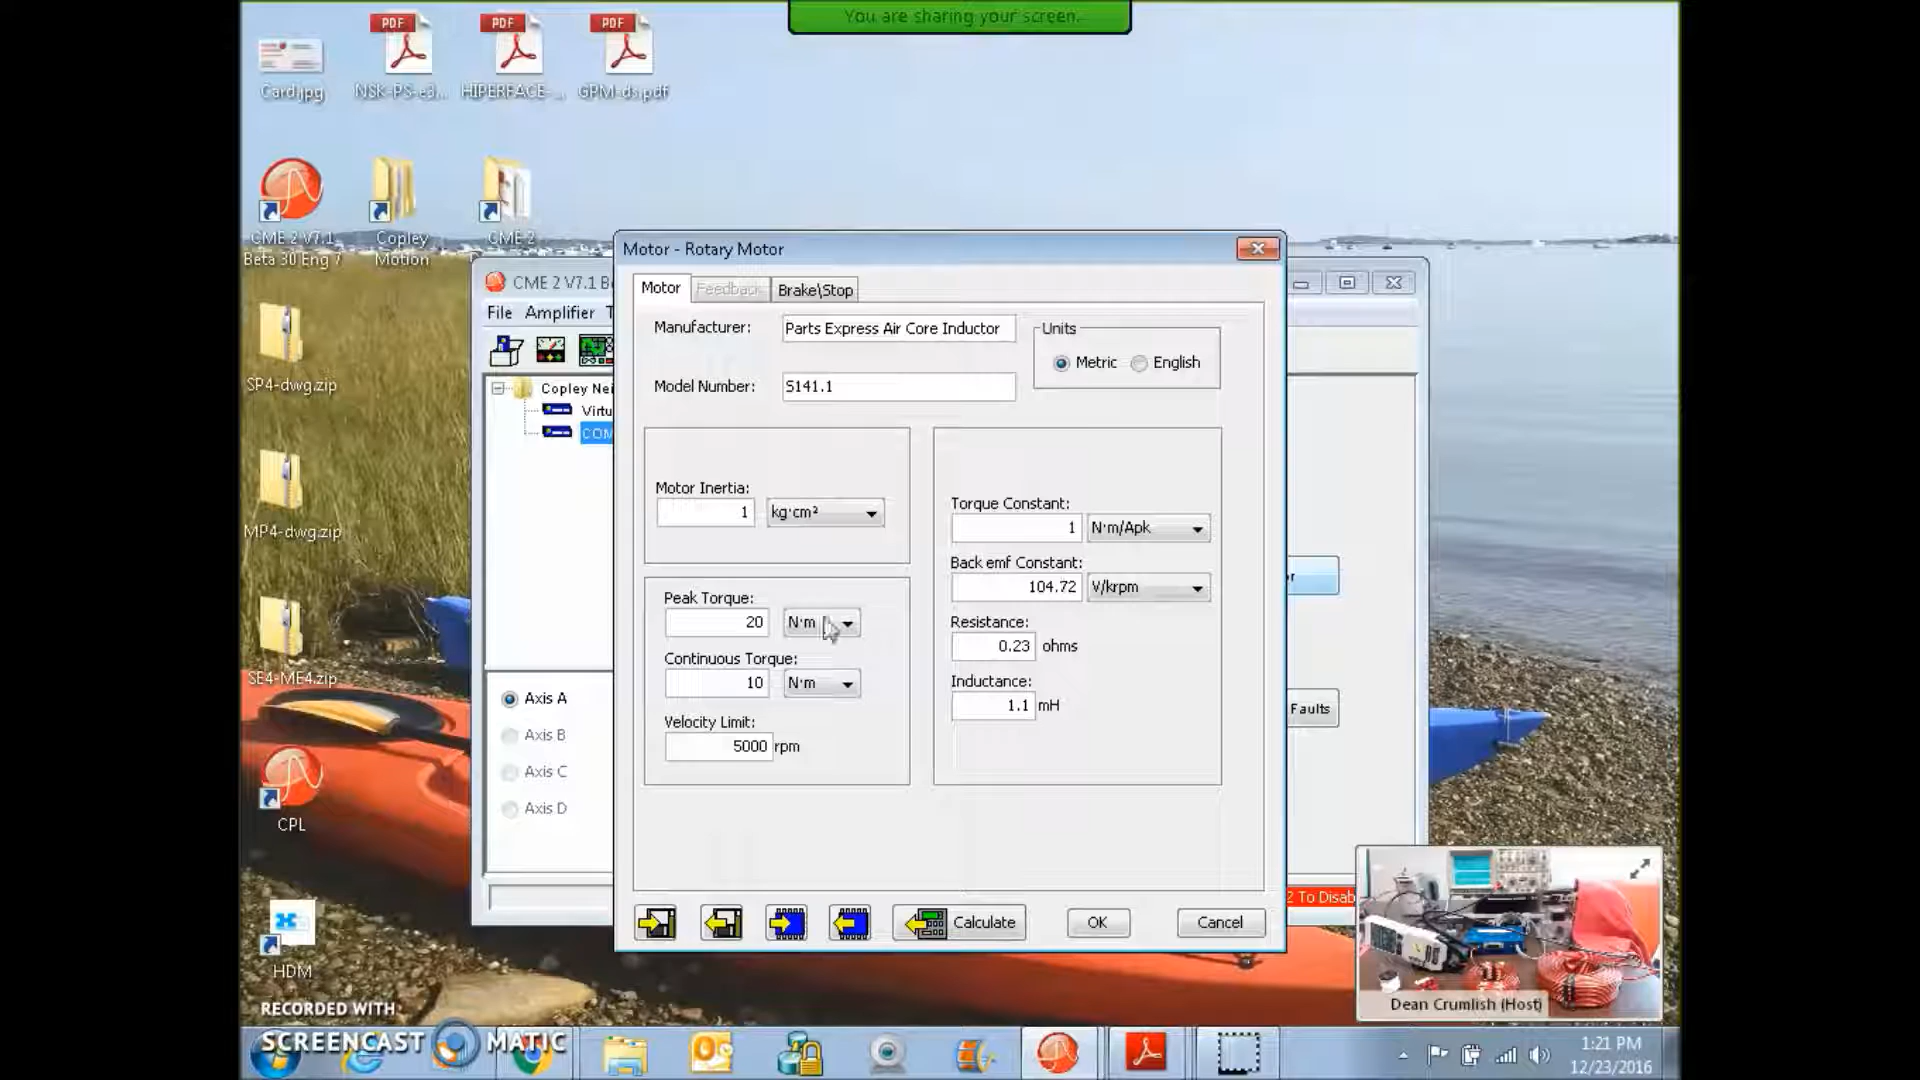 You are sharing your screen.
Card.jpg
NSK-PS-e3...
HIPERFACE-...
GPM-ds.pdf
CME 2 V7.1
Beta 30 Eng 7
Copley
Motion
CME 2
SP4-dwg.zip
MP4-dwg.zip
SE4-ME4.zip
CPL
HDM
CME 2 V7.1 B
File Amplifier T
Copley Nei
Virtu
COM
Axis A
Axis B
Axis C
Axis D
Motor - Rotary Motor
Motor Feedback Brake\Stop
Manufacturer: Parts Express Air Core Inductor
Model Number: S141.1
Units
Metric English
Motor Inertia:
1 kg·cm²
Peak Torque:
20 N·m
Continuous Torque:
10 N·m
Velocity Limit:
5000 rpm
Torque Constant:
1 N·m/Apk
Back emf Constant:
104.72 V/krpm
Resistance:
0.23 ohms
Inductance:
1.1 mH
Calculate OK Cancel
r
Faults
2 To Disab
Dean Crumlish (Host)
RECORDED WITH
SCREENCAST MATIC
1:21 PM
12/23/2016